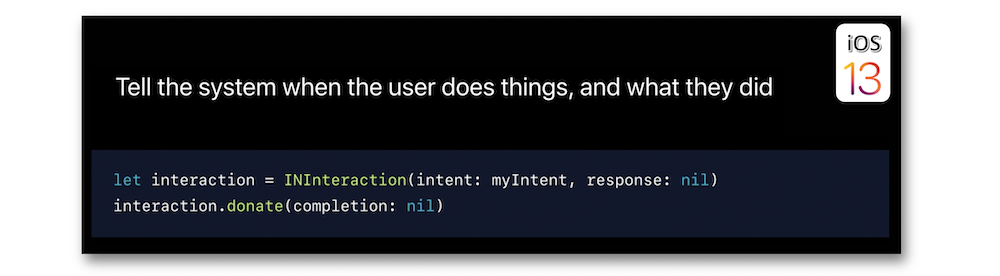 iOS
13
Tell the system when the user does things, and what they did
let interaction = INInteraction(intent: myIntent, response: nil)
interaction.donate(completion: nil)